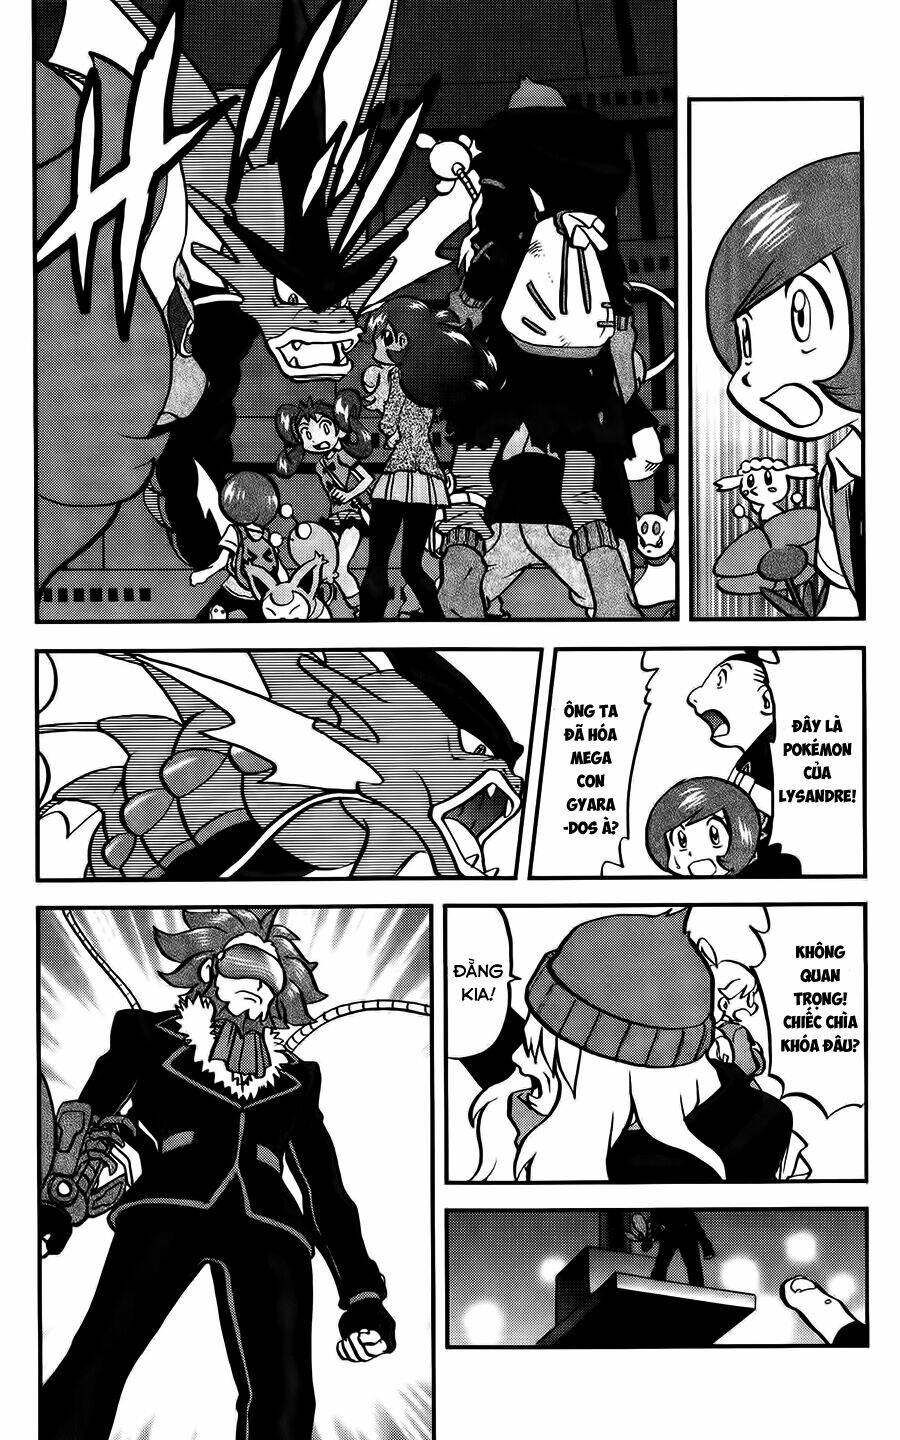 ĐÂY LÀ
POKÉMON
CỦA
LYSANDRE!
ÔNG TA
ĐÃ HÓA
MEGA
CON
GYARA
-DOS À?
KHÔNG
QUAN
TRỌNG!
CHIẾC CHÌA
KHÓA ĐÂU?
ĐẰNG
KIA!